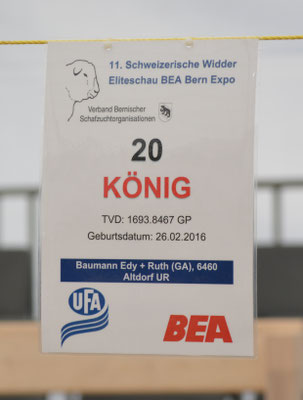 11. Schweizerische Widder
Eliteschau BEA Bern Expo
Verband Bernischer
Schafzuchtorganisationen
20
KÖNIG
TVD: 1693.8467 GP
Geburtsdatum: 26.02.2016
Baumann Edy + Ruth (GA), 6460
Altdorf UR
UFA
BEA